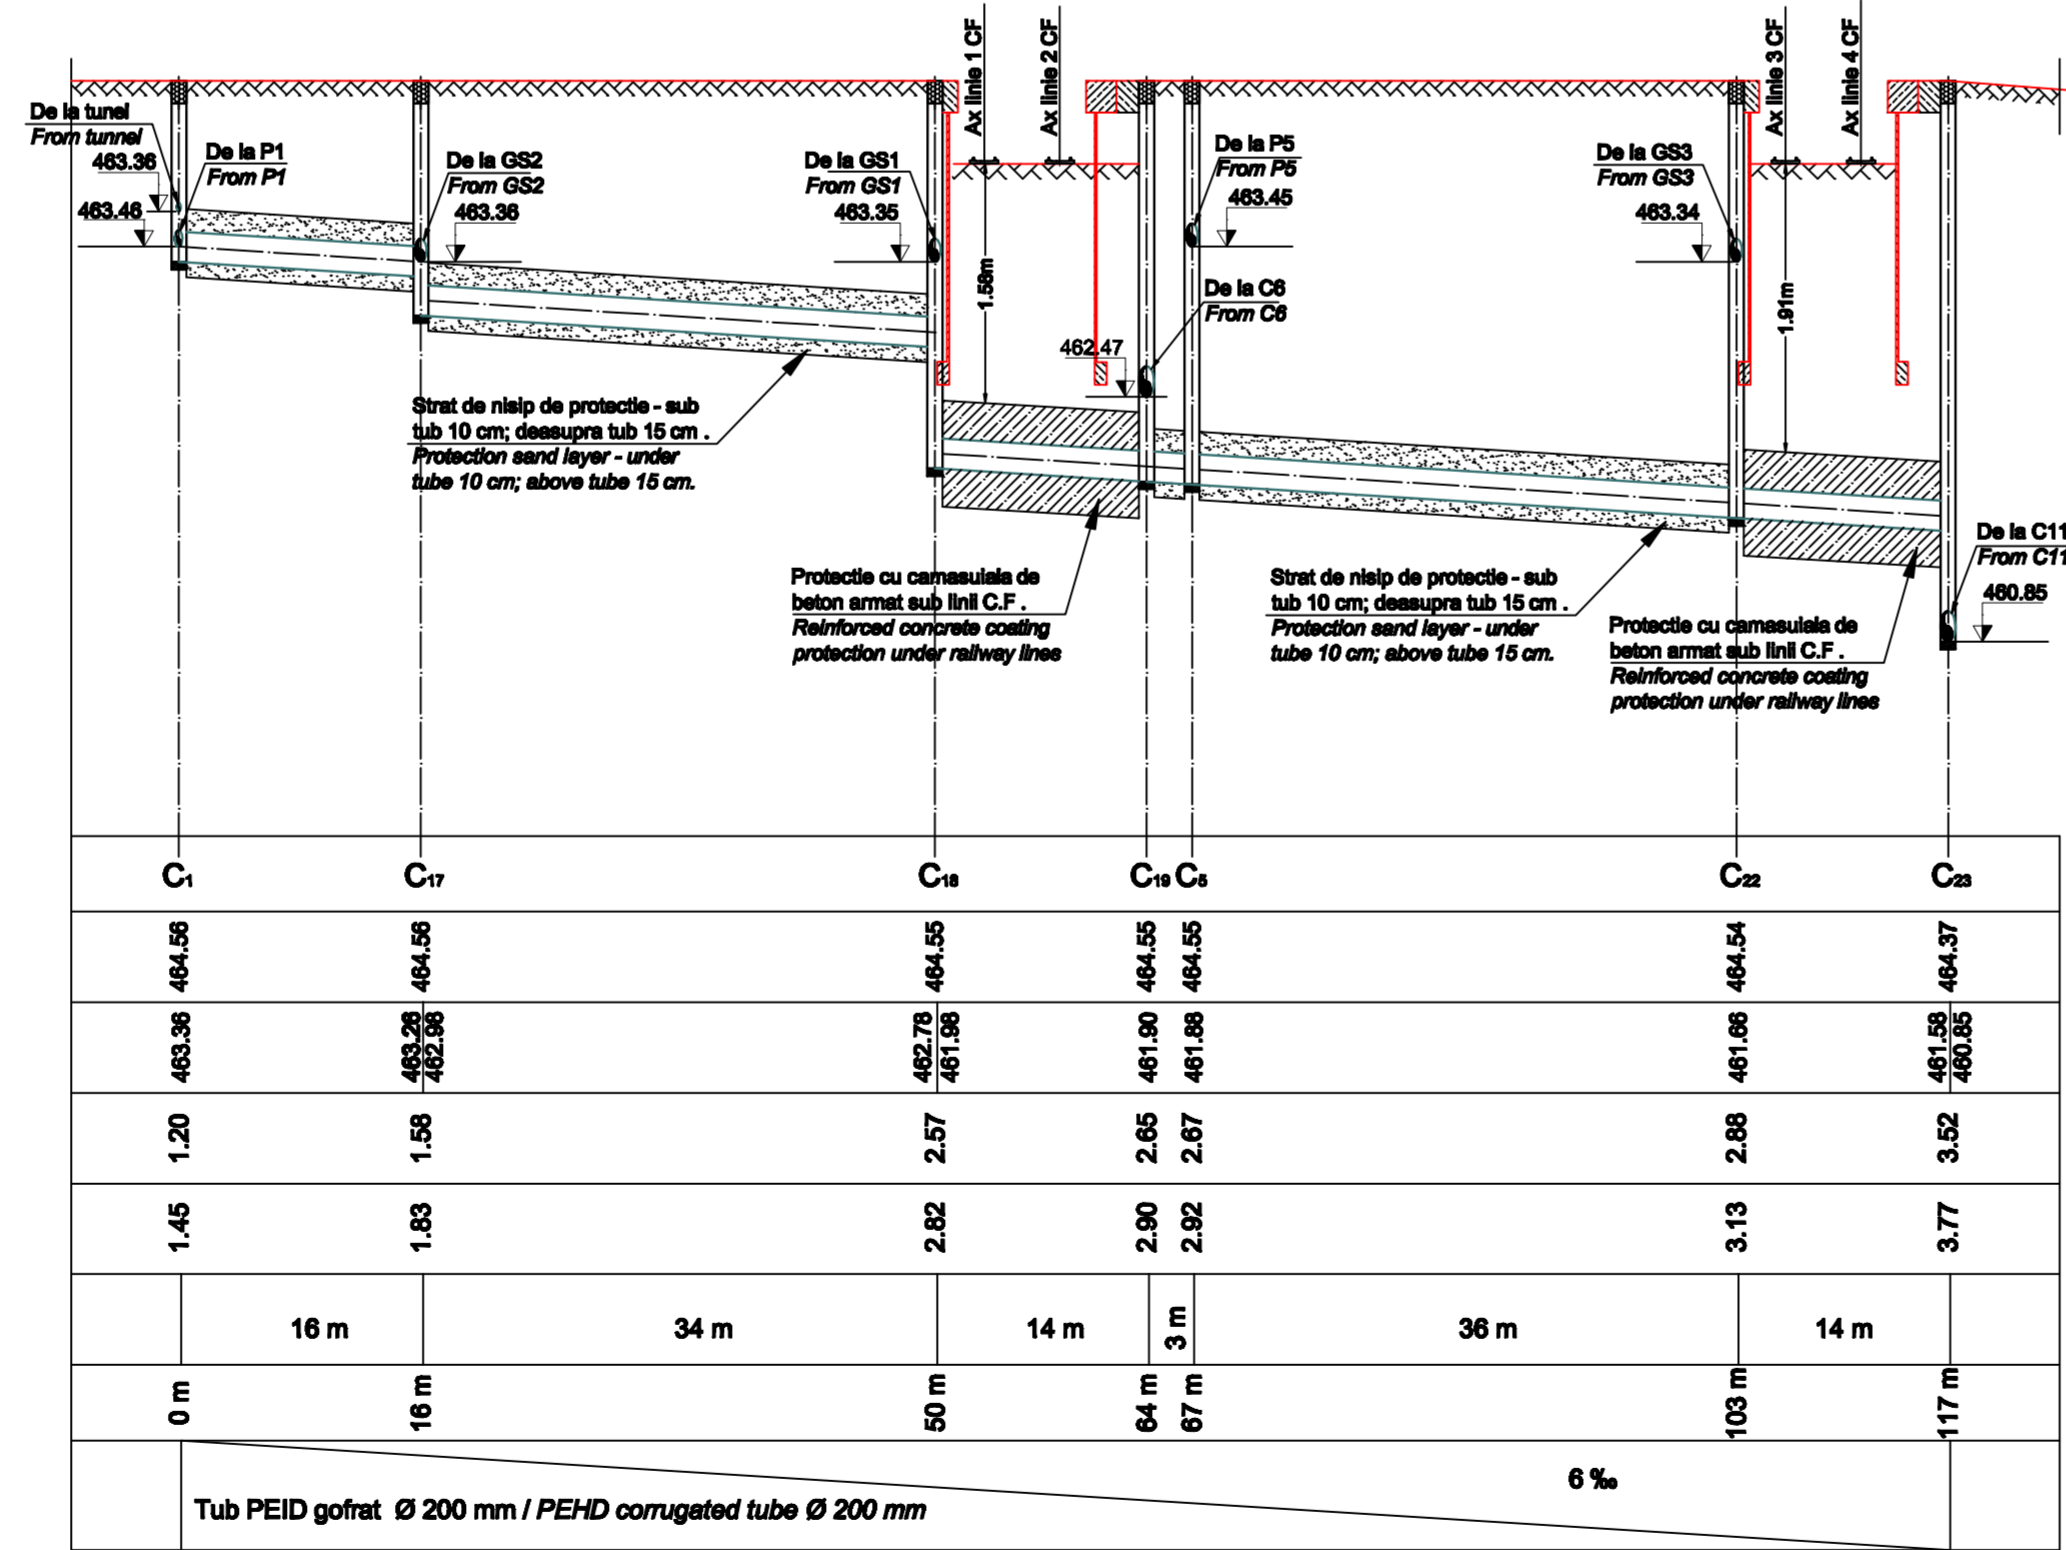 Ax linie 1 CF
Ax linie 2 CF
Ax linie 3 CF
Ax linie 4 CF
De la tunel
From tunnel
463.36
463.46
De la P1
From P1
De la GS2
From GS2
463.36
De la GS1
From GS1
463.35
1.58m
De la P5
From P5
463.45
De la C6
From C6
462.47
De la GS3
From GS3
463.34
1.91m
Strat de nisip de protectie - sub
tub 10 cm; deasupra tub 15 cm .
Protection sand layer - under
tube 10 cm; above tube 15 cm.
Protectie cu camasuiala de
beton armat sub linii C.F .
Reinforced concrete coating
protection under railway lines
Strat de nisip de protectie - sub
tub 10 cm; deasupra tub 15 cm .
Protection sand layer - under
tube 10 cm; above tube 15 cm.
Protectie cu camasuiala de
beton armat sub linii C.F .
Reinforced concrete coating
protection under railway lines
De la C11
From C11
460.85
C1 C17 C18 C19 C5 C22 C23
464.56 464.56 464.55 464.55 464.55 464.54 464.37
463.36 463.26 462.98 462.78 461.98 461.90 461.88 461.66 461.58 460.85
1.20 1.58 2.57 2.65 2.67 2.88 3.52
1.45 1.83 2.82 2.90 2.92 3.13 3.77
16 m 34 m 14 m 3 m 36 m 14 m
0 m 16 m 50 m 64 m 67 m 103 m 117 m
6 ‰
Tub PEID gofrat Ø 200 mm / PEHD corrugated tube Ø 200 mm